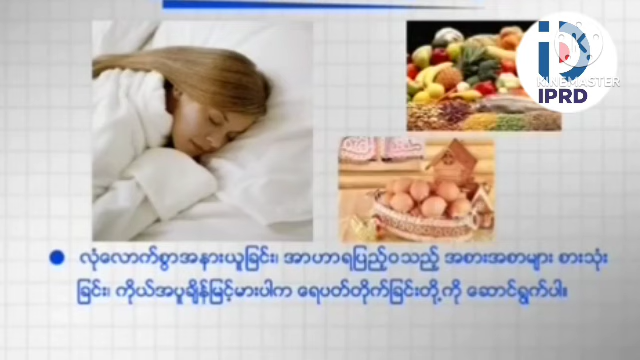 KINEMASTER
IPRD
လုံလောက်စွာအနားယူခြင်း၊ အာဟာရပြည့်ဝသည့် အစားအစာများ စားသုံး
ခြင်း၊ ကိုယ်အပူချိန်မြင့်မားပါက ရေပတ်တိုက်ခြင်းတို့ကို ဆောင်ရွက်ပါ။